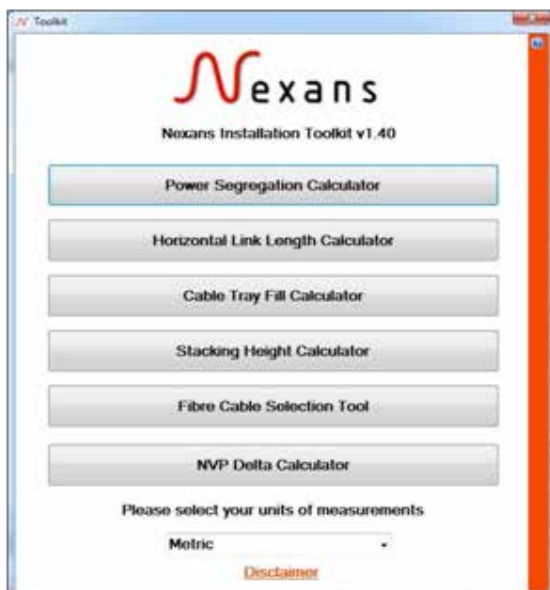 Toolkit
Nexans
Nexans Installation Toolkit v1.40
Power Segregation Calculator
Horizontal Link Length Calculator
Cable Tray Fill Calculator
Stacking Height Calculator
Fibre Cable Selection Tool
NVP Delta Calculator
Please select your units of measurements
Metric
Disclaimer